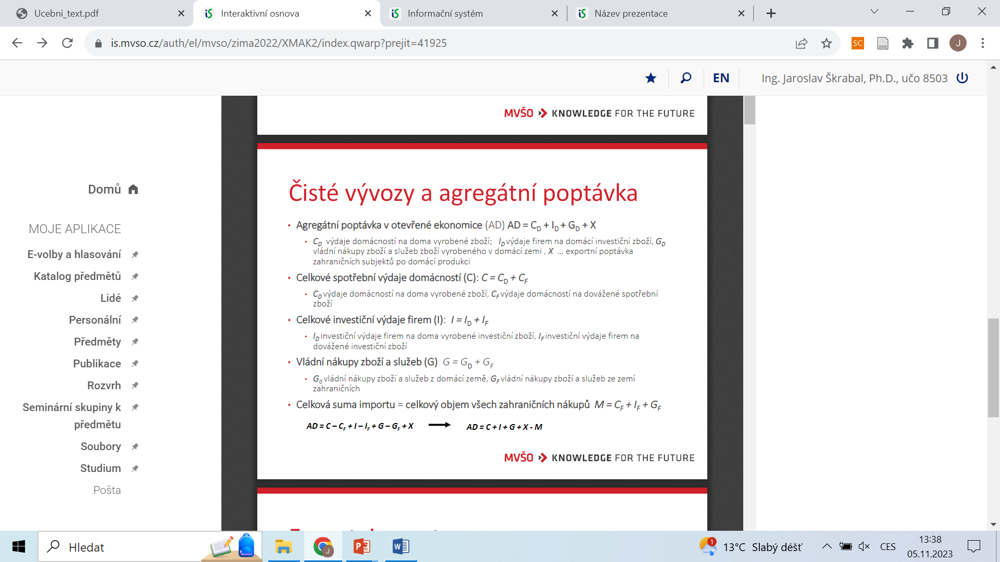 Ucebni_text.pdf
Interaktivní osnova
Informační systém
Název prezentace
is.mvso.cz/auth/el/mvso/zima2022/XMAK2/index.qwarp?prejit=41925
SC
J
EN
Ing. Jaroslav Škrabal, Ph.D., učo 8503
MVŠO KNOWLEDGE FOR THE FUTURE
Domů
MOJE APLIKACE
E-volby a hlasování
Katalog předmětů
Lidé
Personální
Předměty
Publikace
Rozvrh
Seminární skupiny k
předmětu
Soubory
Studium
Pošta
Čisté vývozy a agregátní poptávka
• Agregátní poptávka v otevřené ekonomice (AD) AD = C_D + I_D + G_D + X
• C_D výdaje domácností na doma vyrobené zboží; I_D výdaje firem na domácí investiční zboží, G_D
vládní nákupy zboží a služeb zboží vyrobeného v domácí zemi , X ... exportní poptávka
zahraničních subjektů po domácí produkci
• Celkové spotřební výdaje domácností (C): C = C_D + C_F
• C_D výdaje domácností na doma vyrobené zboží, C_F výdaje domácností na dovážené spotřební
zboží
• Celkové investiční výdaje firem (I): I = I_D + I_F
• I_D investiční výdaje firem na doma vyrobené investiční zboží, I_F investiční výdaje firem na
dovážené investiční zboží
• Vládní nákupy zboží a služeb (G) G = G_D + G_F
• G_d vládní nákupy zboží a služeb z domácí země, G_F vládní nákupy zboží a služeb ze zemí
zahraničních
• Celková suma importu = celkový objem všech zahraničních nákupů M = C_F + I_F + G_F
AD = C – C_F + I – I_F + G – G_F + X
AD = C + I + G + X - M
MVŠO KNOWLEDGE FOR THE FUTURE
Hledat
J
1
13°C Slabý déšť
CES
13:38
05.11.2023